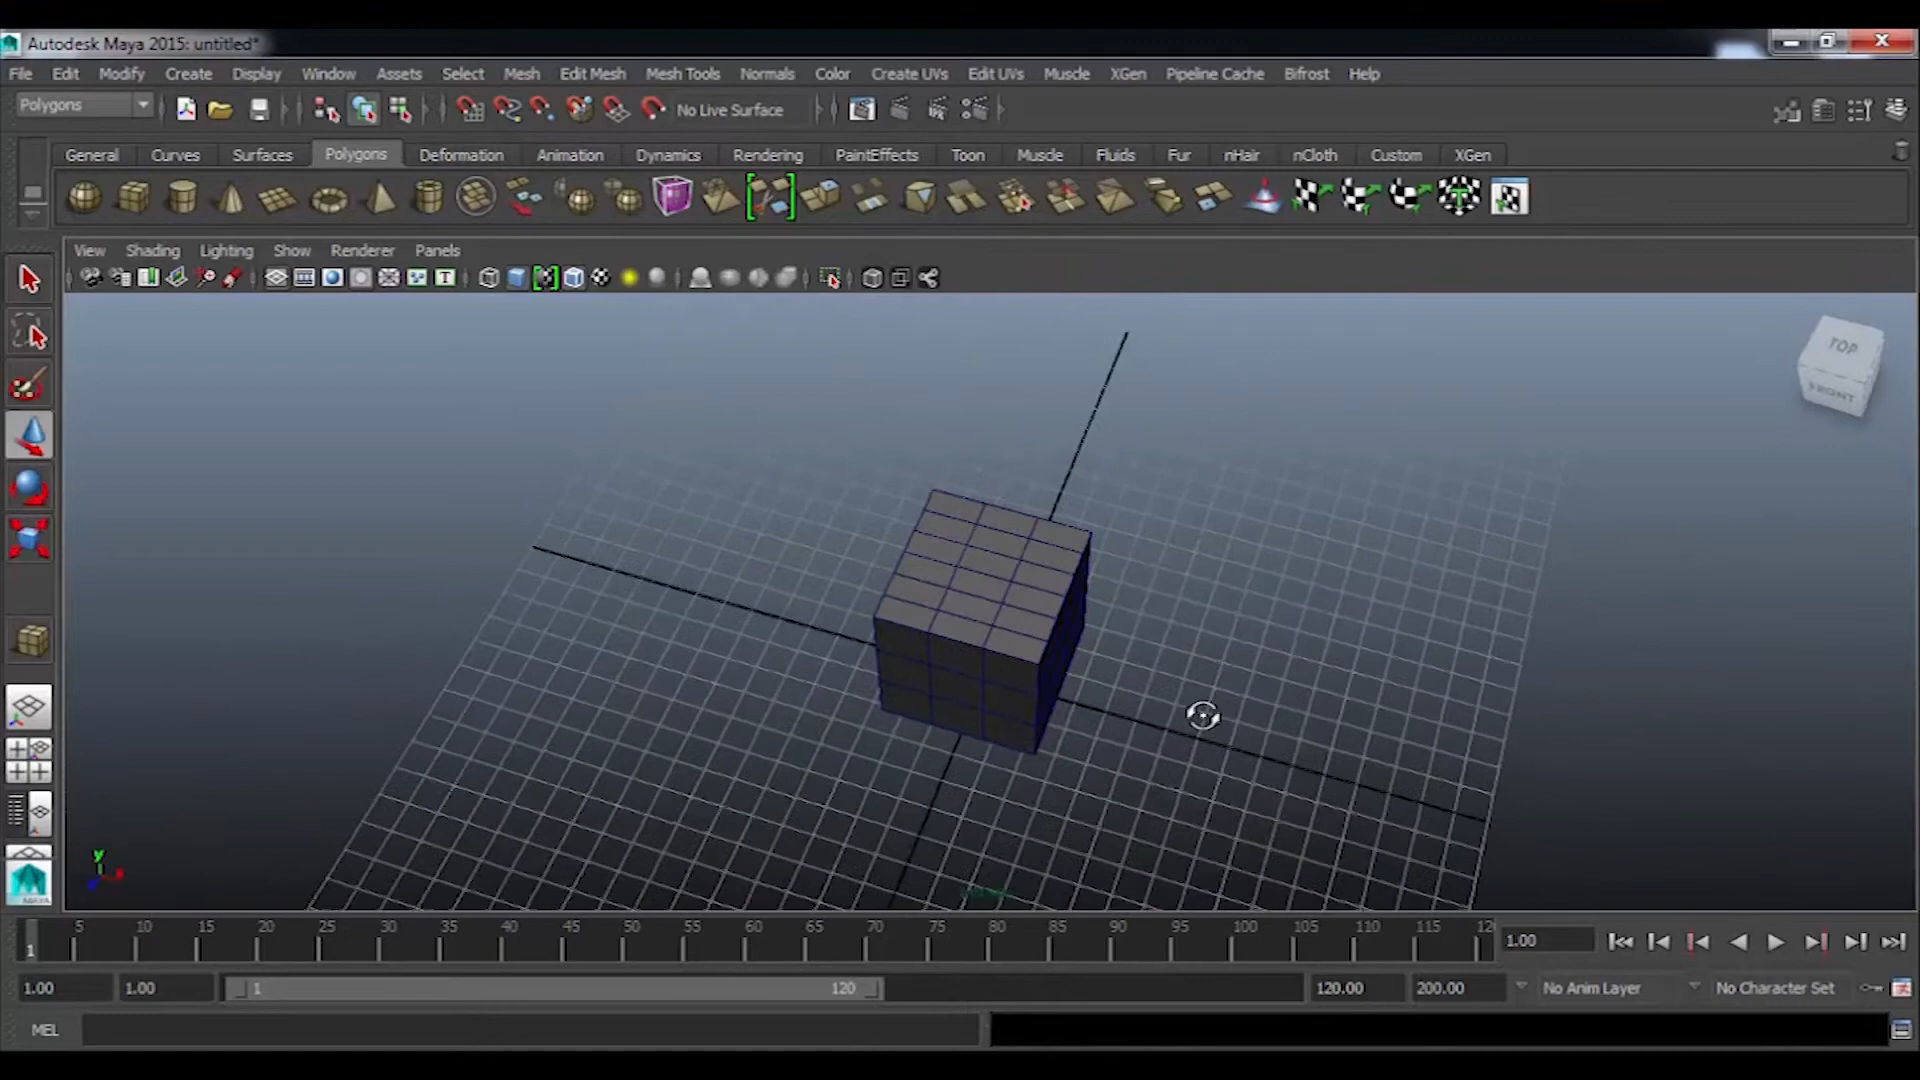 Autodesk Maya 2015: untitled*
File Edit Modify Create Display Window Assets Select Mesh Edit Mesh Mesh Tools Normals Color Create UVs Edit UVs Muscle XGen Pipeline Cache Bifrost Help
Polygons No Live Surface
General Curves Surfaces Polygons Deformation Animation Dynamics Rendering PaintEffects Toon Muscle Fluids Fur nHair nCloth Custom XGen
View Shading Lighting Show Renderer Panels
TOP
FRONT
y
5 10 15 20 25 30 35 40 45 50 55 60 65 70 75 80 85 90 95 100 105 110 115 12
1 1.00
1.00 1.00 1 120 120.00 200.00 No Anim Layer No Character Set
MEL